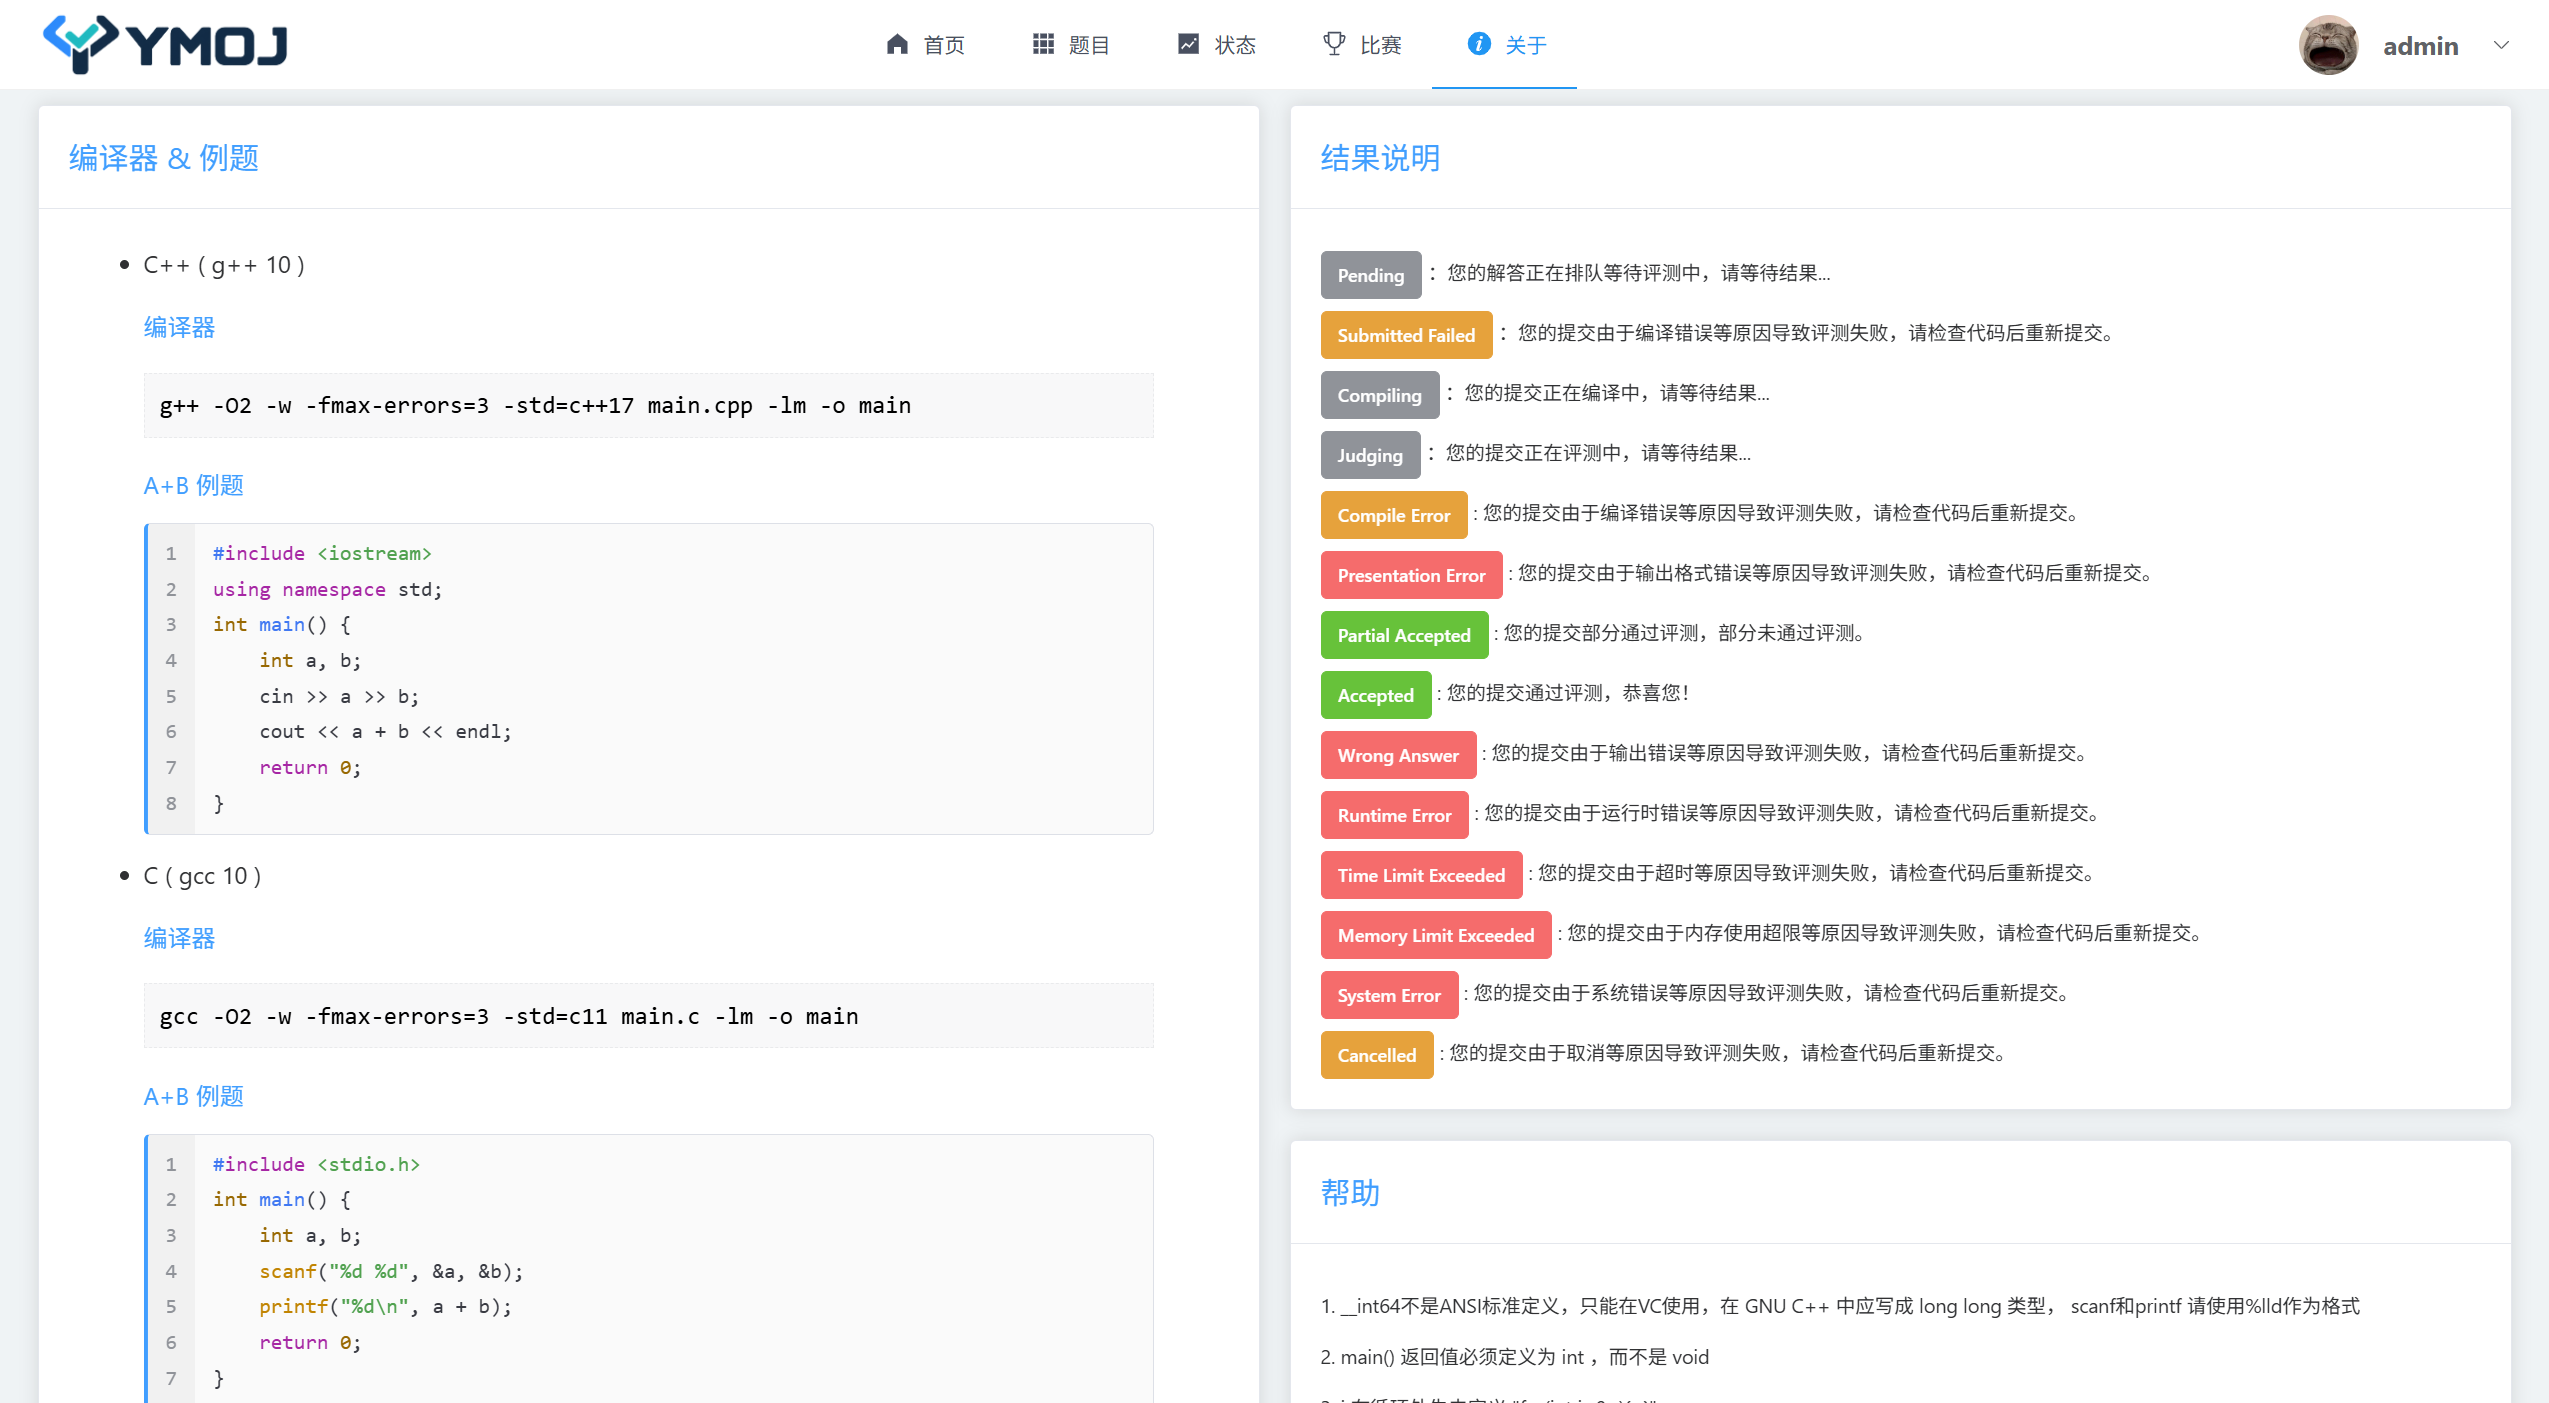 YMOJ
首页
题目
状态
比赛
关于
admin
编译器 & 例题
C++ ( g++ 10 )
编译器
g++ -O2 -w -fmax-errors=3 -std=c++17 main.cpp -lm -o main
A+B 例题
1 #include <iostream>
2 using namespace std;
3 int main() {
4     int a, b;
5     cin >> a >> b;
6     cout << a + b << endl;
7     return 0;
8 }
C ( gcc 10 )
编译器
gcc -O2 -w -fmax-errors=3 -std=c11 main.c -lm -o main
A+B 例题
1 #include <stdio.h>
2 int main() {
3     int a, b;
4     scanf("%d %d", &a, &b);
5     printf("%d\n", a + b);
6     return 0;
7 }
结果说明
Pending ：您的解答正在排队等待评测中，请等待结果...
Submitted Failed ：您的提交由于编译错误等原因导致评测失败，请检查代码后重新提交。
Compiling ：您的提交正在编译中，请等待结果...
Judging ：您的提交正在评测中，请等待结果...
Compile Error : 您的提交由于编译错误等原因导致评测失败，请检查代码后重新提交。
Presentation Error : 您的提交由于输出格式错误等原因导致评测失败，请检查代码后重新提交。
Partial Accepted : 您的提交部分通过评测，部分未通过评测。
Accepted : 您的提交通过评测，恭喜您！
Wrong Answer : 您的提交由于输出错误等原因导致评测失败，请检查代码后重新提交。
Runtime Error : 您的提交由于运行时错误等原因导致评测失败，请检查代码后重新提交。
Time Limit Exceeded : 您的提交由于超时等原因导致评测失败，请检查代码后重新提交。
Memory Limit Exceeded : 您的提交由于内存使用超限等原因导致评测失败，请检查代码后重新提交。
System Error : 您的提交由于系统错误等原因导致评测失败，请检查代码后重新提交。
Cancelled : 您的提交由于取消等原因导致评测失败，请检查代码后重新提交。
帮助
1. __int64不是ANSI标准定义，只能在VC使用，在 GNU C++ 中应写成 long long 类型， scanf和printf 请使用%lld作为格式
2. main() 返回值必须定义为 int ，而不是 void